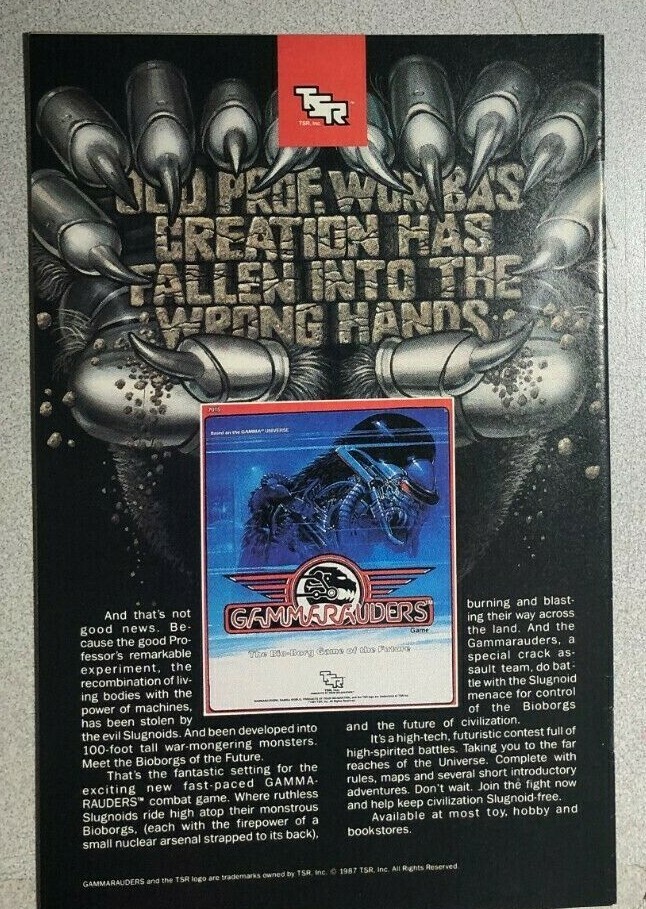 TSR
TSR, Inc.
OLD PROF. WOMBA'S
CREATION HAS
FALLEN INTO THE
WRONG HANDS.
7015
Based on the GAMMA™ UNIVERSE
GAMMARAUDERS™
Game
The Bio-Borg Game of the Future
TSR, Inc.
And that's not
good news. Be-
cause the good Pro-
fessor's remarkable
experiment, the
recombination of liv-
ing bodies with the
power of machines,
has been stolen by
the evil Slugnoids. And been developed into
100-foot tall war-mongering monsters.
Meet the Bioborgs of the Future.
That's the fantastic setting for the
exciting new fast-paced GAMMA-
RAUDERS™ combat game. Where ruthless
Slugnoids ride high atop their monstrous
Bioborgs, (each with the firepower of a
small nuclear arsenal strapped to its back),
burning and blast-
ing their way across
the land. And the
Gammarauders, a
special crack as-
sault team, do bat-
tle with the Slugnoid
menace for control
of the Bioborgs
and the future of civilization.
It's a high-tech, futuristic contest full of
high-spirited battles. Taking you to the far
reaches of the Universe. Complete with
rules, maps and several short introductory
adventures. Don't wait. Join the fight now
and help keep civilization Slugnoid-free.
Available at most toy, hobby and
bookstores.
GAMMARAUDERS and the TSR logo are trademarks owned by TSR, Inc. © 1987 TSR, Inc. All Rights Reserved.